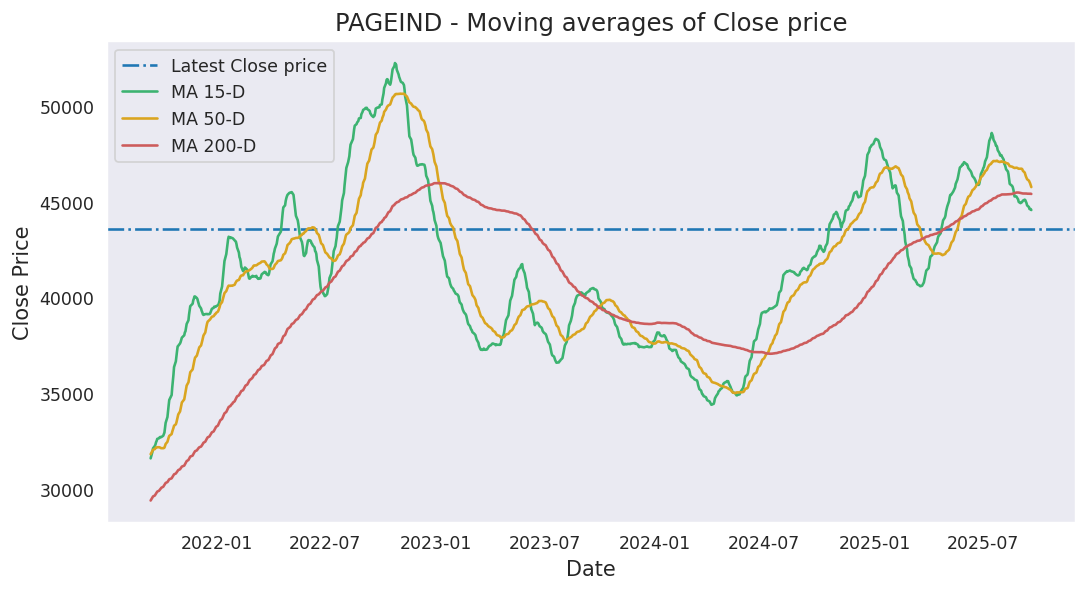 PAGEIND - Moving averages of Close price
Latest Close price
MA 15-D
MA 50-D
MA 200-D
Close Price
50000
45000
40000
35000
30000
2022-01 2022-07 2023-01 2023-07 2024-01 2024-07 2025-01 2025-07
Date